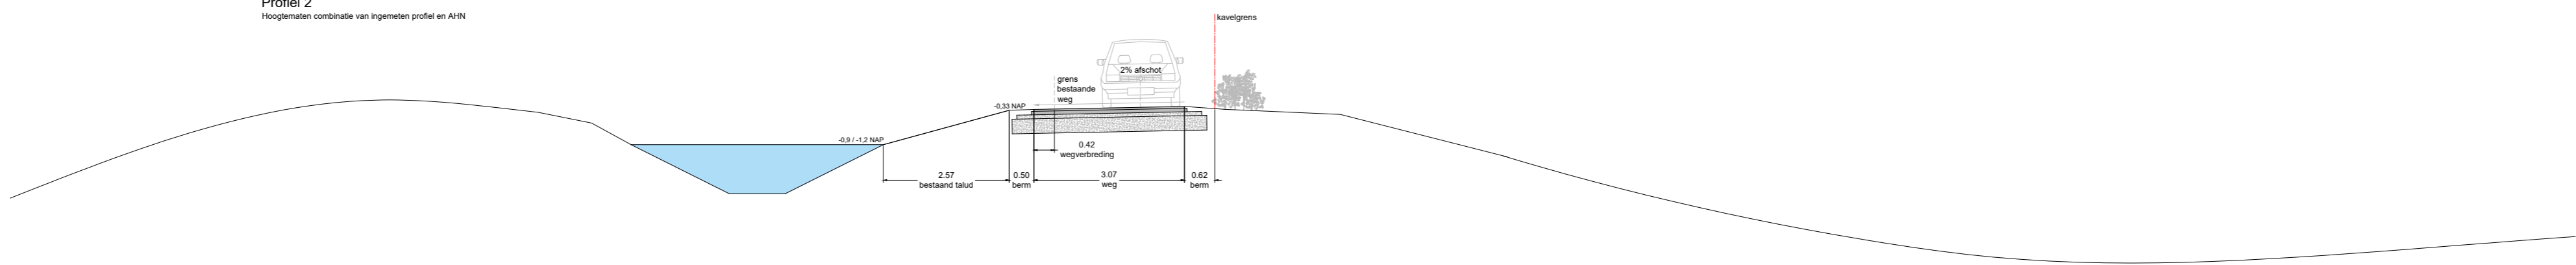 Profiel 2
Hoogtematen combinatie van ingemeten profiel en AHN
kavelgrens
2% afschot
grens
bestaande
weg
-0,33 NAP
-0,9 / -1,2 NAP
0.42
wegverbreding
2.57
bestaand talud
0.50
berm
3.07
weg
0.62
berm